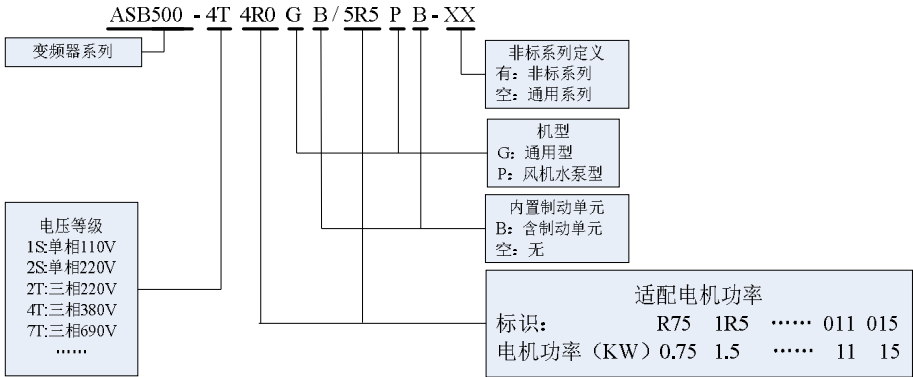 ASB500-4T 4R0 G B/5R5 P B-XX
变频器系列
非标系列定义
有：非标系列
空：通用系列
机型
G：通用型
P：风机水泵型
内置制动单元
B：含制动单元
空：无
电压等级
1S:单相110V
2S:单相220V
2T:三相220V
4T:三相380V
7T:三相690V
······
适配电机功率
标识： R75 1R5 ······ 011 015
电机功率（KW）0.75 1.5 ······ 11 15